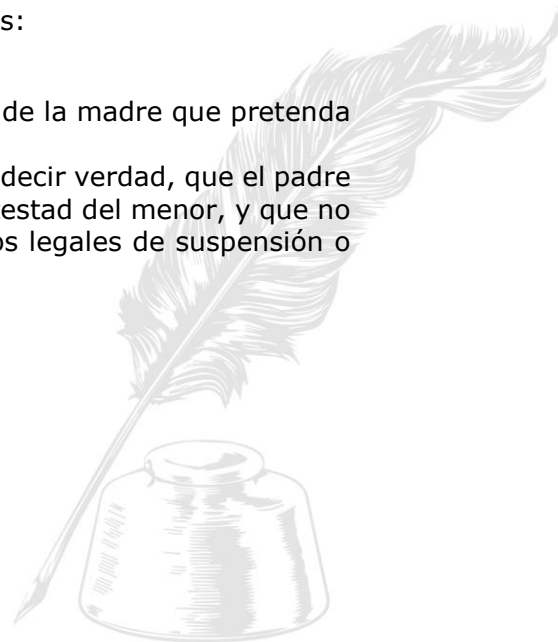 s:
de la madre que pretenda
decir verdad, que el padre
estad del menor, y que no
os legales de suspensión o